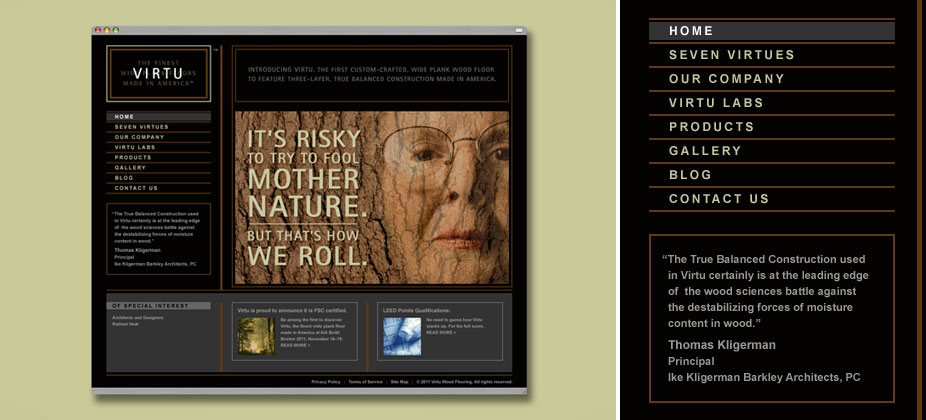 THE FINEST
VIRTU
MADE IN AMERICA
INTRODUCING VIRTU. THE FIRST CUSTOM-CRAFTED, WIDE PLANK WOOD FLOOR
TO FEATURE THREE-LAYER, TRUE BALANCED CONSTRUCTION MADE IN AMERICA.
HOME
SEVEN VIRTUES
OUR COMPANY
VIRTU LABS
PRODUCTS
GALLERY
BLOG
CONTACT US
IT'S RISKY
TO TRY TO FOOL
MOTHER
NATURE.
BUT THAT'S HOW
WE ROLL.
“The True Balanced Construction used
in Virtu certainly is at the leading edge
of the wood sciences battle against
the destabilizing forces of moisture
content in wood.”
Thomas Kligerman
Principal
Ike Kligerman Barkley Architects, PC
OF SPECIAL INTEREST
Architects and Designers
Radiant Heat
Virtu is proud to announce it is FSC certified.
Be among the first to discover
Virtu, the finest wide plank floor
made in America at AIA Build
Boston 2011, November 16-18.
READ MORE >
LEED Points Qualifications:
No need to guess how Virtu
stacks up. For the full score,
READ MORE >
Privacy Policy | Terms of Service | Site Map | © 2011 Virtu Wood Flooring. All rights reserved.
HOME
SEVEN VIRTUES
OUR COMPANY
VIRTU LABS
PRODUCTS
GALLERY
BLOG
CONTACT US
“The True Balanced Construction used
in Virtu certainly is at the leading edge
of the wood sciences battle against
the destabilizing forces of moisture
content in wood.”
Thomas Kligerman
Principal
Ike Kligerman Barkley Architects, PC